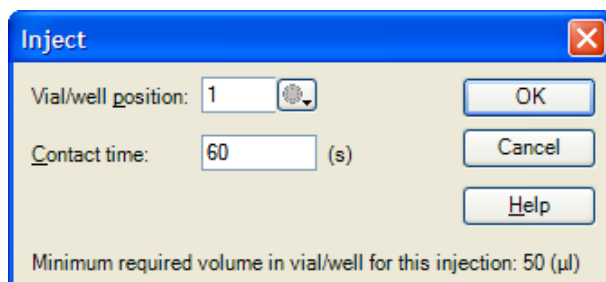 Inject
Vial/well position: 1
OK
Contact time: 60 (s)
Cancel
Help
Minimum required volume in vial/well for this injection: 50 (µl)